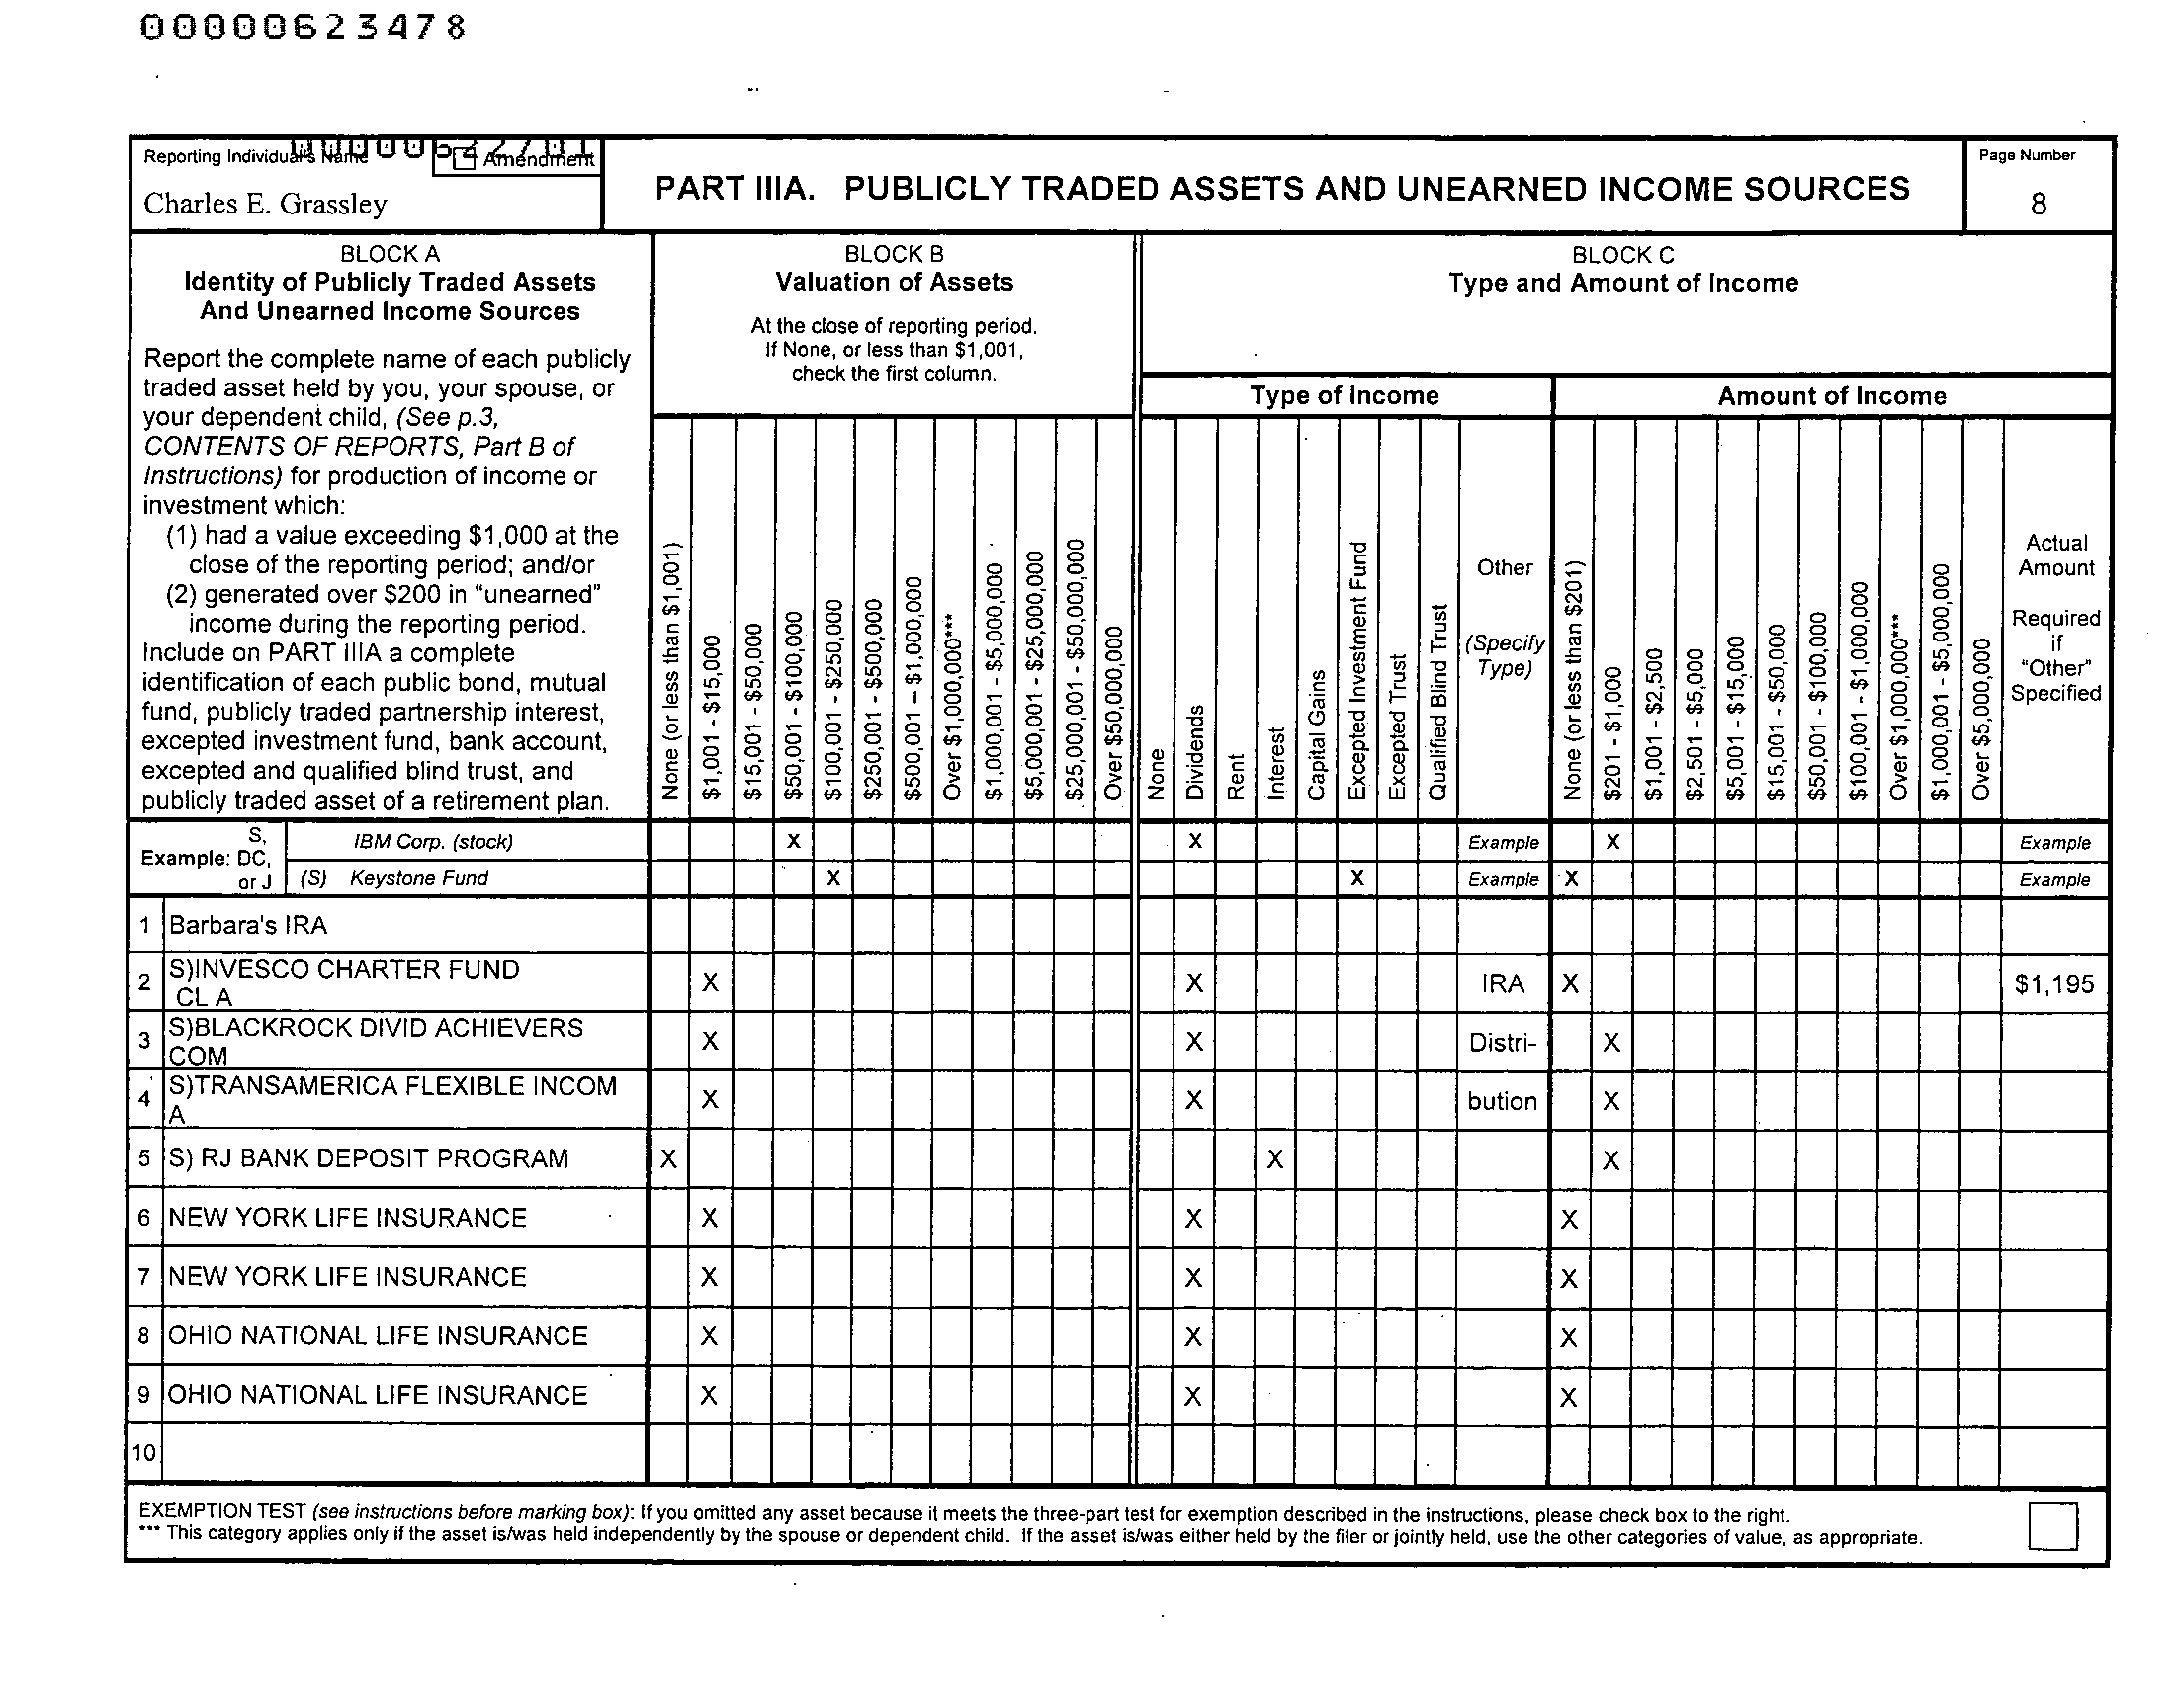 00000623478
Reporting Individual's Name
Amendment
Charles E. Grassley
PART IIIA. PUBLICLY TRADED ASSETS AND UNEARNED INCOME SOURCES
Page Number
8
BLOCK A
Identity of Publicly Traded Assets
And Unearned Income Sources
Report the complete name of each publicly
traded asset held by you, your spouse, or
your dependent child, (See p.3,
CONTENTS OF REPORTS, Part B of
Instructions) for production of income or
investment which:
(1) had a value exceeding $1,000 at the
close of the reporting period; and/or
(2) generated over $200 in “unearned”
income during the reporting period.
Include on PART IIIA a complete
identification of each public bond, mutual
fund, publicly traded partnership interest,
excepted investment fund, bank account,
excepted and qualified blind trust, and
publicly traded asset of a retirement plan.
BLOCK B
Valuation of Assets
At the close of reporting period.
If None, or less than $1,001,
check the first column.
None (or less than $1,001)
$1,001 - $15,000
$15,001 - $50,000
$50,001 - $100,000
$100,001 - $250,000
$250,001 - $500,000
$500,001 – $1,000,000
Over $1,000,000***
$1,000,001 - $5,000,000
$5,000,001 - $25,000,000
$25,000,001 - $50,000,000
Over $50,000,000
BLOCK C
Type and Amount of Income
Type of Income
None
Dividends
Rent
Interest
Capital Gains
Excepted Investment Fund
Excepted Trust
Qualified Blind Trust
Other
(Specify
Type)
Amount of Income
None (or less than $201)
$201 - $1,000
$1,001 - $2,500
$2,501 - $5,000
$5,001 - $15,000
$15,001 - $50,000
$50,001 - $100,000
$100,001 - $1,000,000
Over $1,000,000***
$1,000,001 - $5,000,000
Over $5,000,000
Actual
Amount
Required
if
“Other”
Specified
Example:
S,
DC,
or J
IBM Corp. (stock) X X Example X Example
(S) Keystone Fund X X Example X Example
1 Barbara's IRA
2 S)INVESCO CHARTER FUND
CL A X X IRA X $1,195
3 S)BLACKROCK DIVID ACHIEVERS
COM X X Distri- X
4 S)TRANSAMERICA FLEXIBLE INCOM
A X X bution X
5 S) RJ BANK DEPOSIT PROGRAM X X X
6 NEW YORK LIFE INSURANCE X X X
7 NEW YORK LIFE INSURANCE X X X
8 OHIO NATIONAL LIFE INSURANCE X X X
9 OHIO NATIONAL LIFE INSURANCE X X X
10
EXEMPTION TEST (see instructions before marking box): If you omitted any asset because it meets the three-part test for exemption described in the instructions, please check box to the right.
*** This category applies only if the asset is/was held independently by the spouse or dependent child. If the asset is/was either held by the filer or jointly held, use the other categories of value, as appropriate.